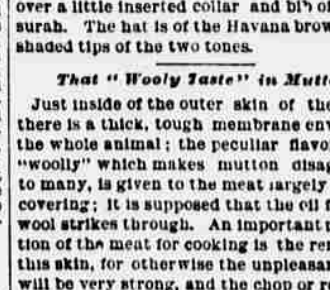 over a little inserted collar and bib of
surah. The hat is of the Havana brow
shaded tips of the two tones.
That "Wooly Taste" in Mutt
Just inside of the outer skin of the
there is a thick, tough membrane env
the whole animal; the peculiar flavo
"woolly" which makes mutton disag
to many, is given to the meat largely
covering; it is supposed that the oil f
wool strikes through. An important
tion of the meat for cooking is the re
this skin, for otherwise the unpleasan
will be very strong, and the chop or